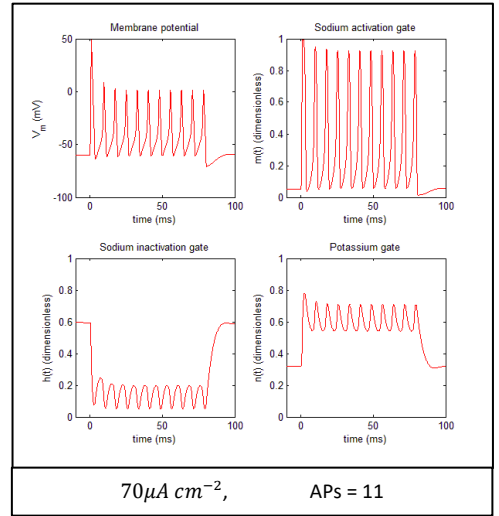 Membrane potential
50
0
-50
-100
V_m (mV)
0 50 100
time (ms)
Sodium activation gate
1
0.8
0.6
0.4
0.2
0
m(t) (dimensionless)
0 50 100
time (ms)
Sodium inactivation gate
1
0.8
0.6
0.4
0.2
0
h(t) (dimensionless)
0 50 100
time (ms)
Potassium gate
1
0.8
0.6
0.4
0.2
0
n(t) (dimensionless)
0 50 100
time (ms)
70μA cm⁻², APs = 11